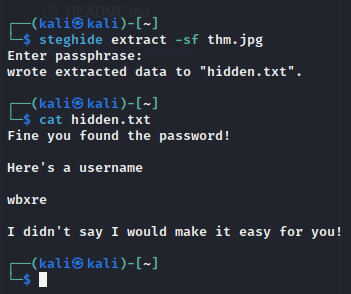 README.md
┌──(kali㉿kali)-[~]
└─$ steghide extract -sf thm.jpg
Enter passphrase:
wrote extracted data to "hidden.txt".
┌──(kali㉿kali)-[~]
└─$ cat hidden.txt
Fine you found the password!
Here's a username
wbxre
I didn't say I would make it easy for you!
┌──(kali㉿kali)-[~]
└─$